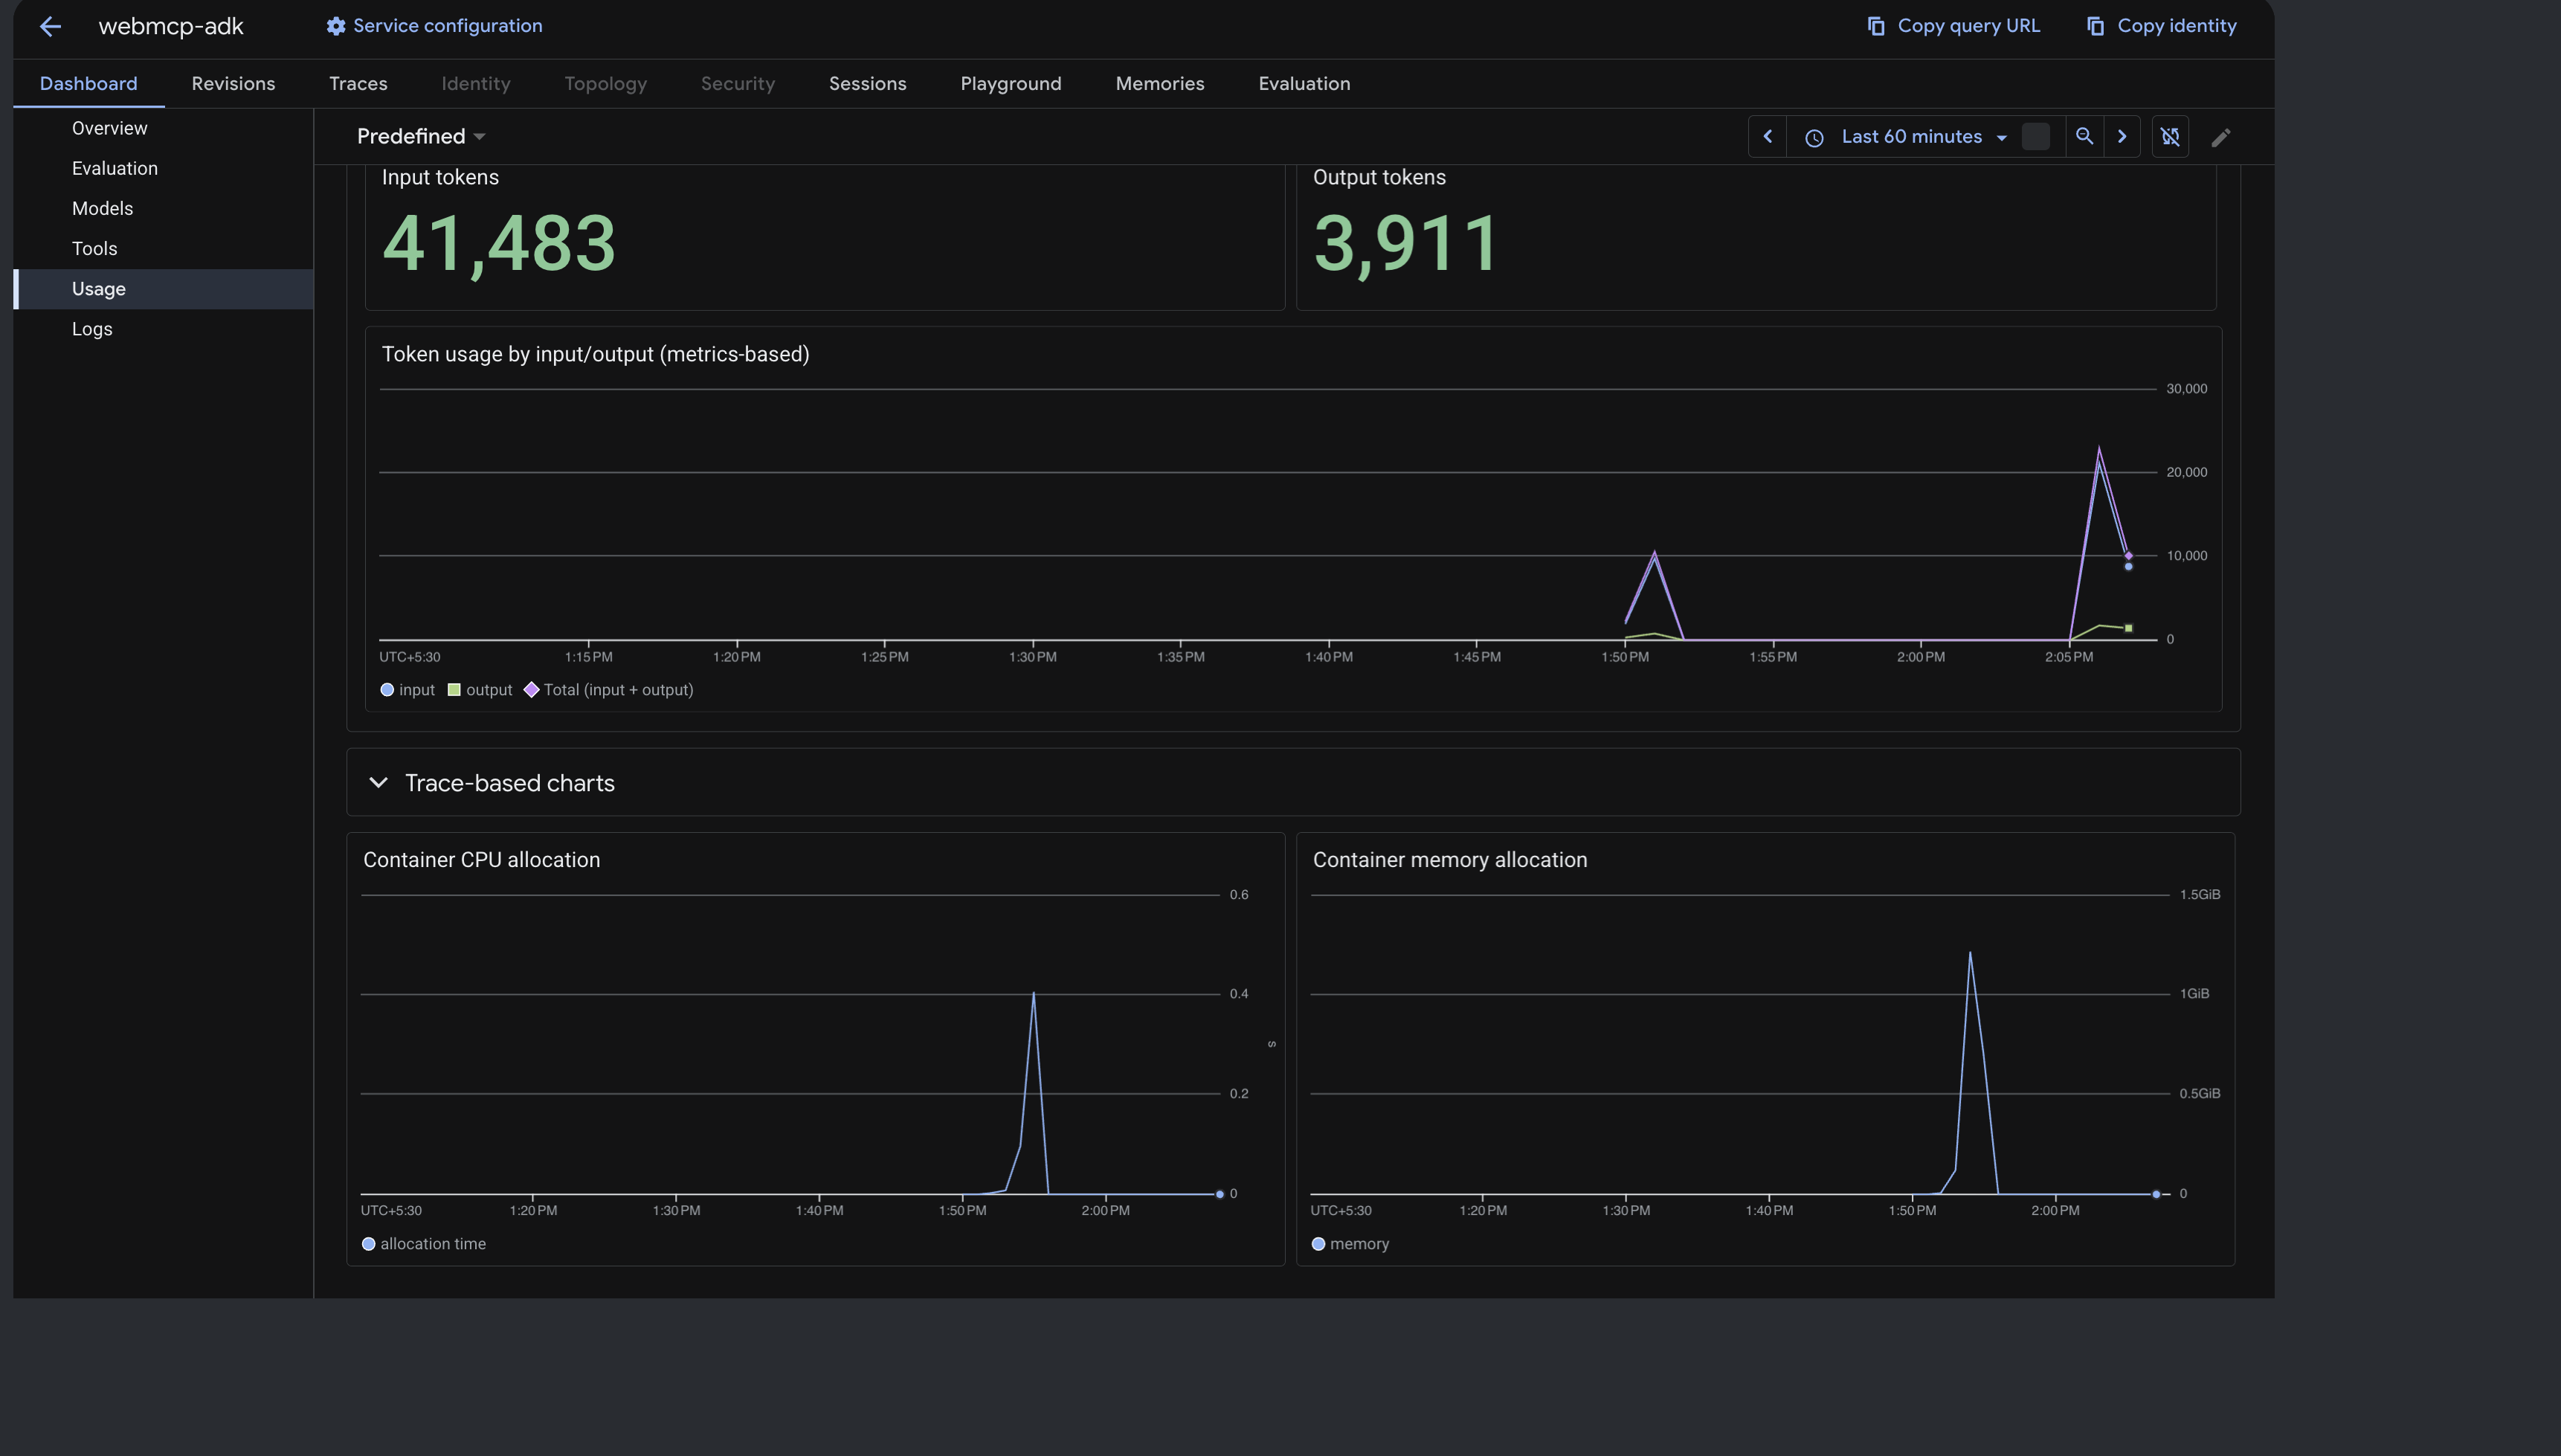 webmcp-adk
Service configuration
Copy query URL
Copy identity
Dashboard
Revisions
Traces
Identity
Topology
Security
Sessions
Playground
Memories
Evaluation
Overview
Evaluation
Models
Tools
Usage
Logs
Predefined
Last 60 minutes
Input tokens
41,483
Output tokens
3,911
Token usage by input/output (metrics-based)
30,000
20,000
10,000
0
UTC+5:30 1:15 PM 1:20 PM 1:25 PM 1:30 PM 1:35 PM 1:40 PM 1:45 PM 1:50 PM 1:55 PM 2:00 PM 2:05 PM
input output Total (input + output)
Trace-based charts
Container CPU allocation
0.6
0.4
s
0.2
0
UTC+5:30 1:20 PM 1:30 PM 1:40 PM 1:50 PM 2:00 PM
allocation time
Container memory allocation
1.5GiB
1GiB
0.5GiB
0
UTC+5:30 1:20 PM 1:30 PM 1:40 PM 1:50 PM 2:00 PM
memory